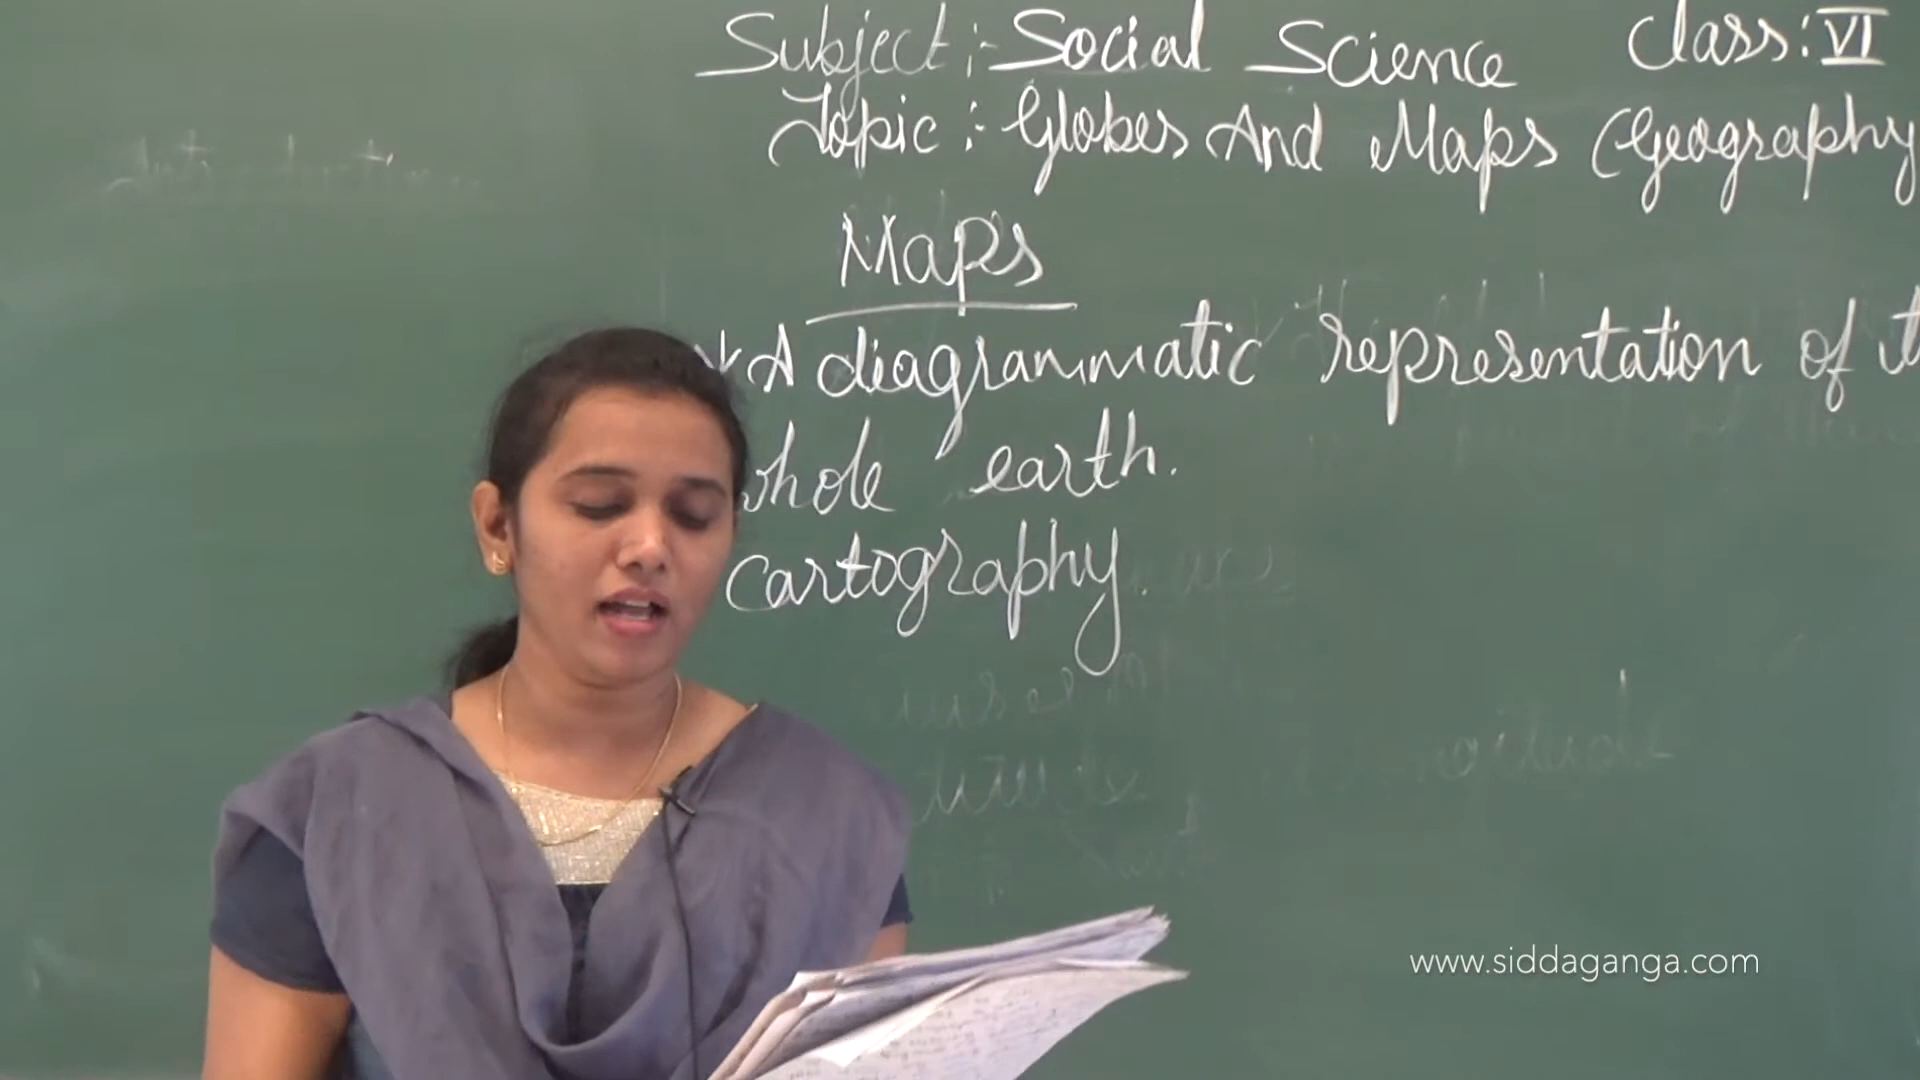 Subject :- Social Science Class: VI
Topic :- Globes And Maps (Geography
Maps
* A diagrammatic representation of
whole earth.
cartography.
www.siddaganga.com